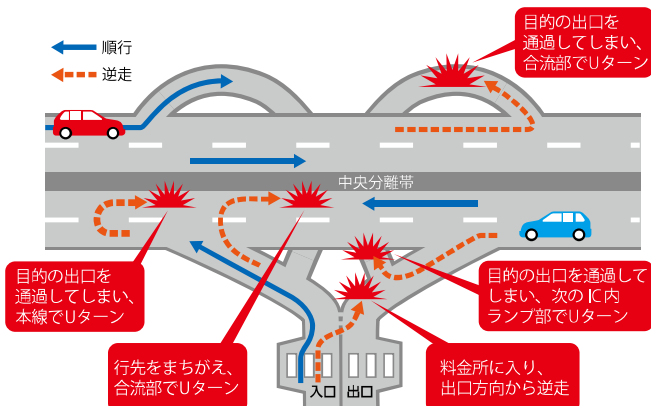 順行
逆走
目的の出口を
通過してしまい、
合流部でUターン
中央分離帯
目的の出口を
通過してしまい、
本線でUターン
目的の出口を通過して
しまい、次のIC内
ランプ部でUターン
行先をまちがえ、
合流部でUターン
入口
出口
料金所に入り、
出口方向から逆走